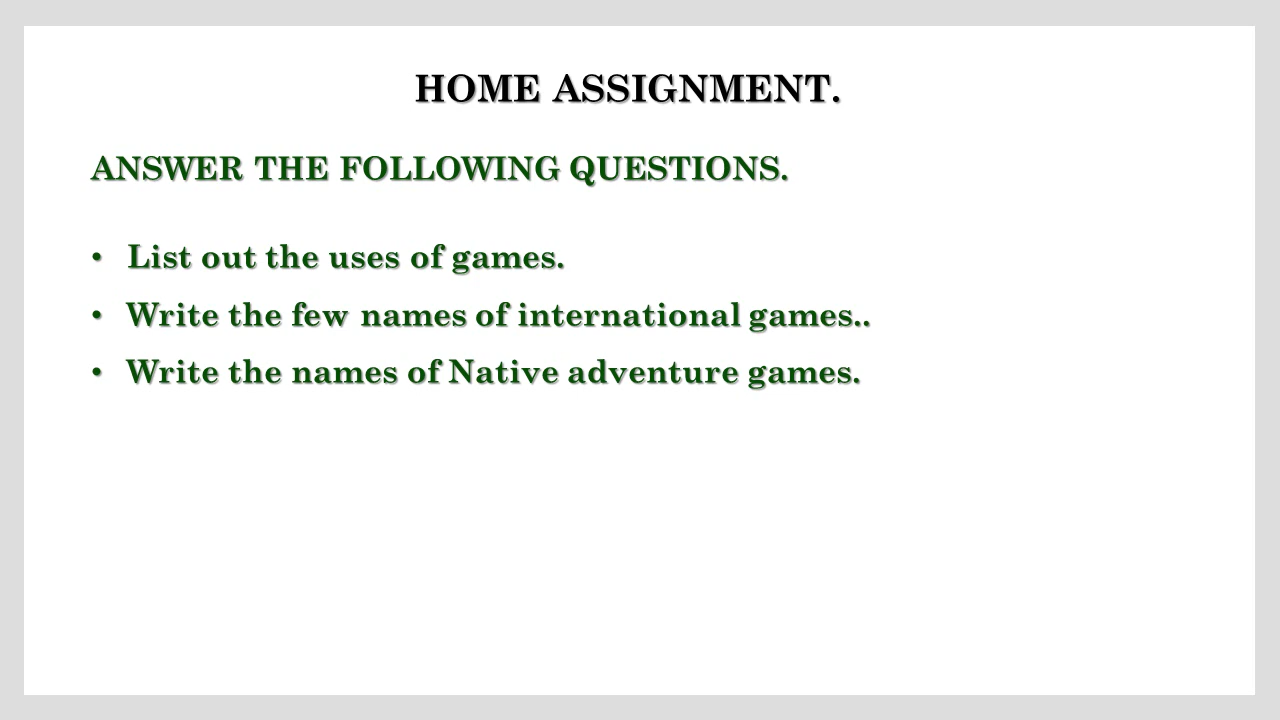 HOME ASSIGNMENT.
ANSWER THE FOLLOWING QUESTIONS.
• List out the uses of games.
• Write the few names of international games..
• Write the names of Native adventure games.